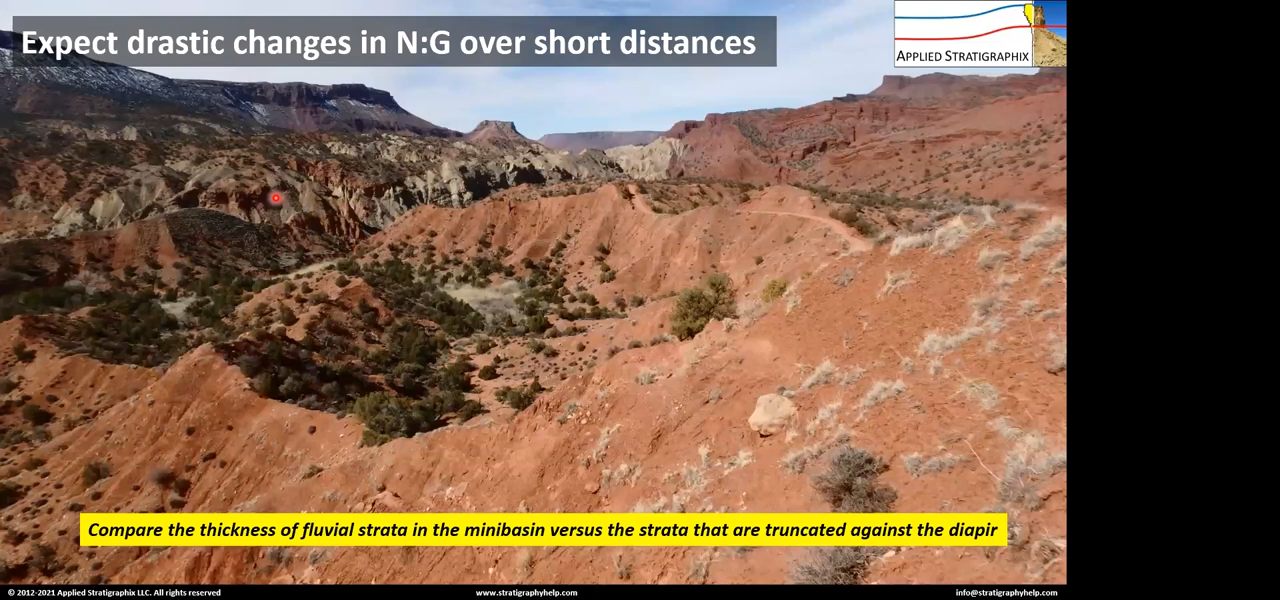 Expect drastic changes in N:G over short distances
APPLIED STRATIGRAPHIX
Compare the thickness of fluvial strata in the minibasin versus the strata that are truncated against the diapir
© 2012-2021 Applied Stratigraphix LLC. All rights reserved
www.stratigraphyhelp.com
info@stratigraphyhelp.com